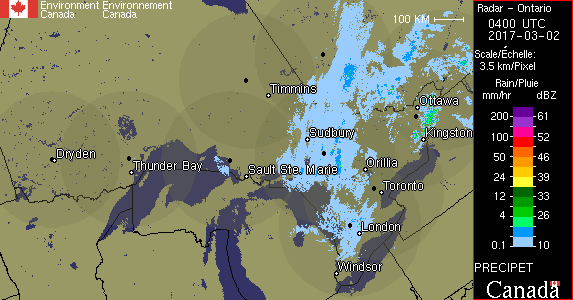 Environment Environnement
Canada Canada
100 KM
Timmins
Ottawa
Sudbury
Kingston
Dryden
Thunder Bay
Sault Ste. Marie
Orillia
Toronto
London
Windsor
Radar - Ontario
0400 UTC
2017-03-02
Scale/Échelle:
3.5 km/Pixel
Rain/Pluie
mm/hr dBZ
200 61
100 52
50 46
24 39
12 33
4 26
0.1 10
PRECIPET
Canada